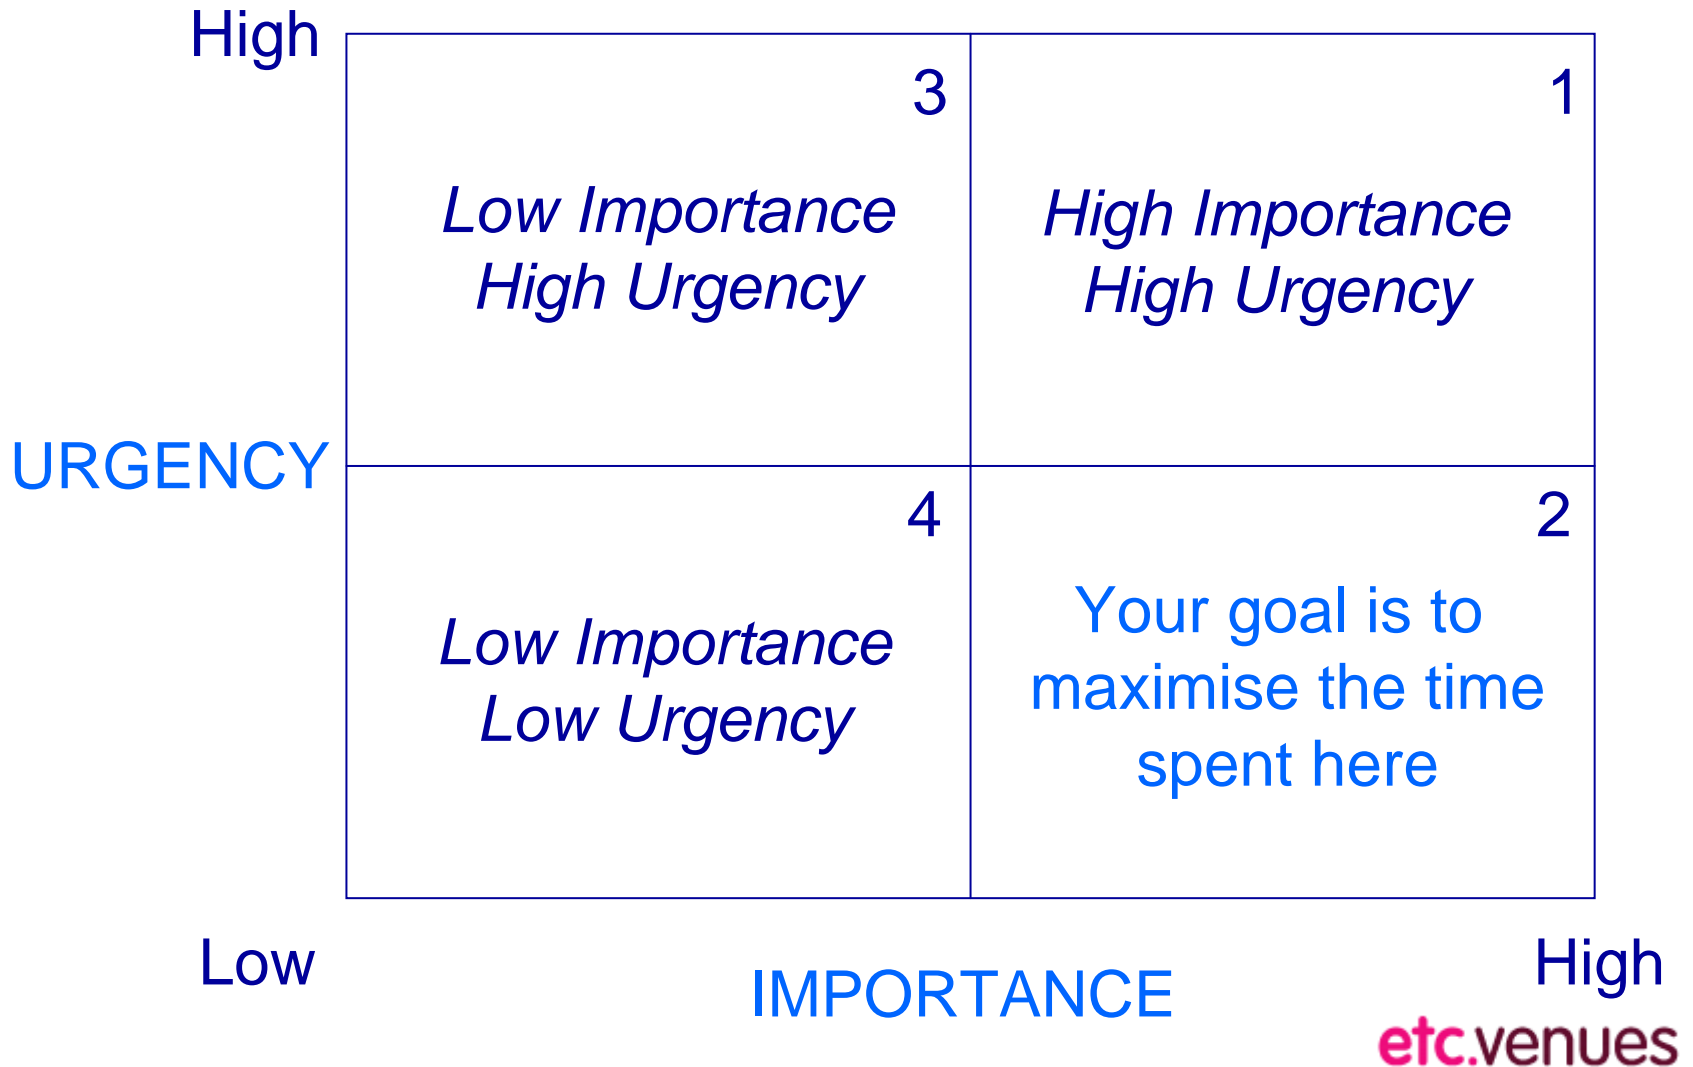 High
3
1
Low Importance
High Urgency
High Importance
High Urgency
URGENCY
4
2
Low Importance
Low Urgency
Your goal is to
maximise the time
spent here
Low
High
IMPORTANCE
etc.venues